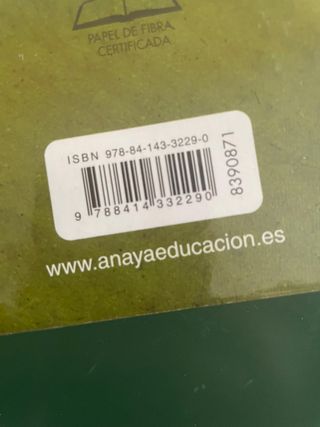 PAPEL DE FIBRA
CERTIFICADA
ISBN 978-84-143-3229-0
9 788414 332290
8390871
www.anayaeducacion.es